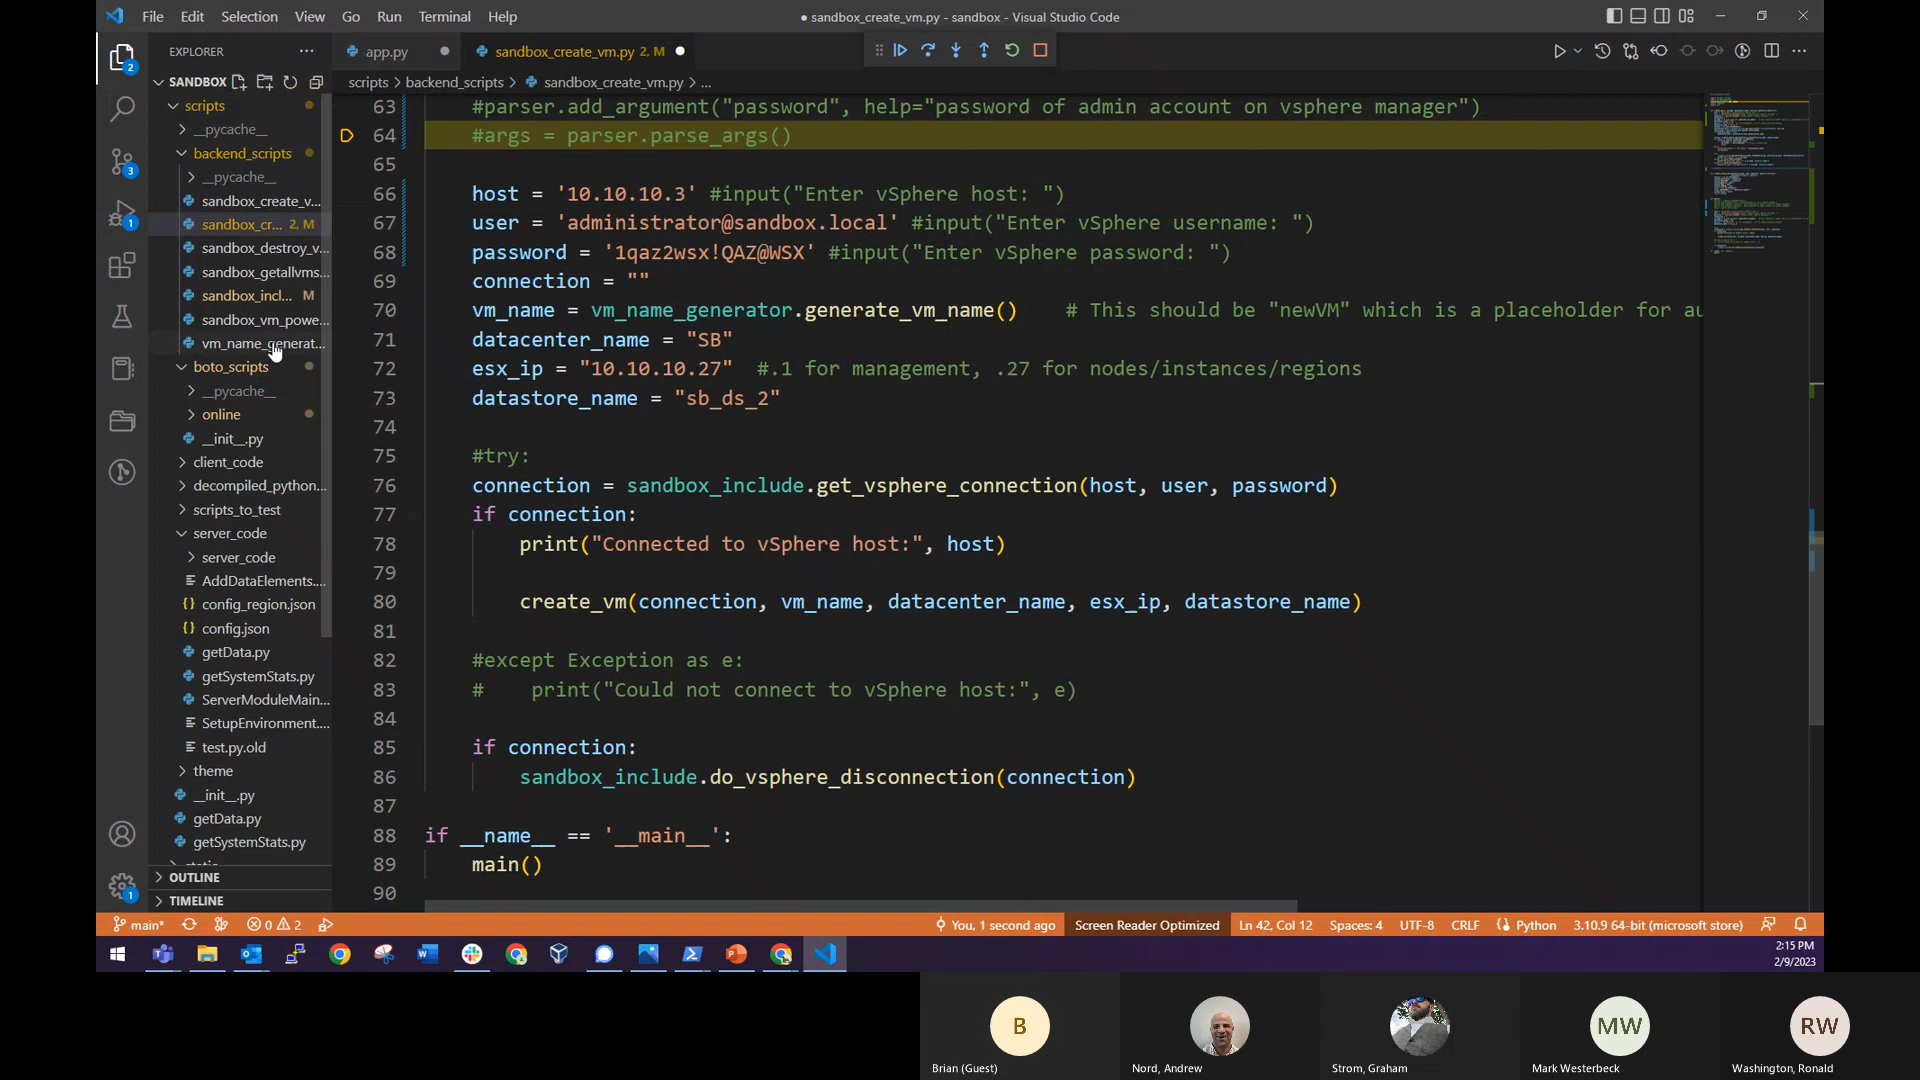 File Edit Selection View Go Run Terminal Help
● sandbox_create_vm.py - sandbox - Visual Studio Code
EXPLORER
SANDBOX
scripts
__pycache__
backend_scripts
__pycache__
sandbox_create_v...
sandbox_cr... 2, M
sandbox_destroy_v...
sandbox_getallvms...
sandbox_incl... M
sandbox_vm_powe...
vm_name_generat...
boto_scripts
__pycache__
online
__init__.py
client_code
decompiled_python...
scripts_to_test
server_code
server_code
AddDataElements....
config_region.json
config.json
getData.py
getSystemStats.py
ServerModuleMain...
SetupEnvironment....
test.py.old
theme
__init__.py
getData.py
getSystemStats.py
OUTLINE
TIMELINE
2
3
1
1
app.py
sandbox_create_vm.py 2, M
scripts > backend_scripts > sandbox_create_vm.py > ...
63 #parser.add_argument("password", help="password of admin account on vsphere manager")
64 #args = parser.parse_args()
65
66 host = '10.10.10.3' #input("Enter vSphere host: ")
67 user = 'administrator@sandbox.local' #input("Enter vSphere username: ")
68 password = '1qaz2wsx!QAZ@WSX' #input("Enter vSphere password: ")
69 connection = ""
70 vm_name = vm_name_generator.generate_vm_name() # This should be "newVM" which is a placeholder for au
71 datacenter_name = "SB"
72 esx_ip = "10.10.10.27" #.1 for management, .27 for nodes/instances/regions
73 datastore_name = "sb_ds_2"
74
75 #try:
76 connection = sandbox_include.get_vsphere_connection(host, user, password)
77 if connection:
78 print("Connected to vSphere host:", host)
79
80 create_vm(connection, vm_name, datacenter_name, esx_ip, datastore_name)
81
82 #except Exception as e:
83 # print("Could not connect to vSphere host:", e)
84
85 if connection:
86 sandbox_include.do_vsphere_disconnection(connection)
87
88 if __name__ == '__main__':
89 main()
90
main* 0 2 You, 1 second ago Screen Reader Optimized Ln 42, Col 12 Spaces: 4 UTF-8 CRLF Python 3.10.9 64-bit (microsoft store)
2:15 PM
2/9/2023
B
MW
RW
Brian (Guest)
Nord, Andrew
Strom, Graham
Mark Westerbeck
Washington, Ronald